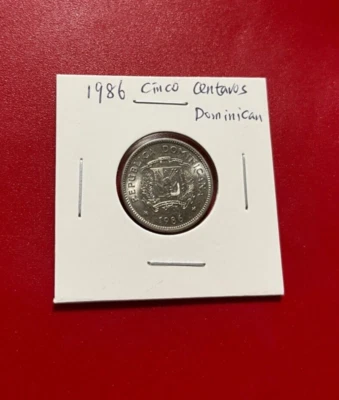 1986 Cinco Centavos
Dominican
REPUBLICA DOMINICANA
1986